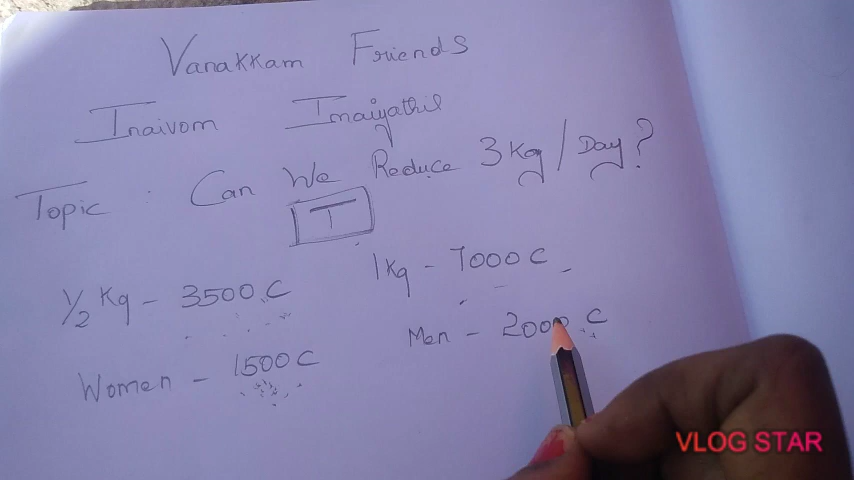 Vanakkam Friends
Inaivom Imaiyathil
Topic : Can We Reduce 3 Kg / Day?
T
1/2 Kg - 3500 C
1 Kg - 7000 C
Women - 1500 C
Men - 2000 C
VLOG STAR